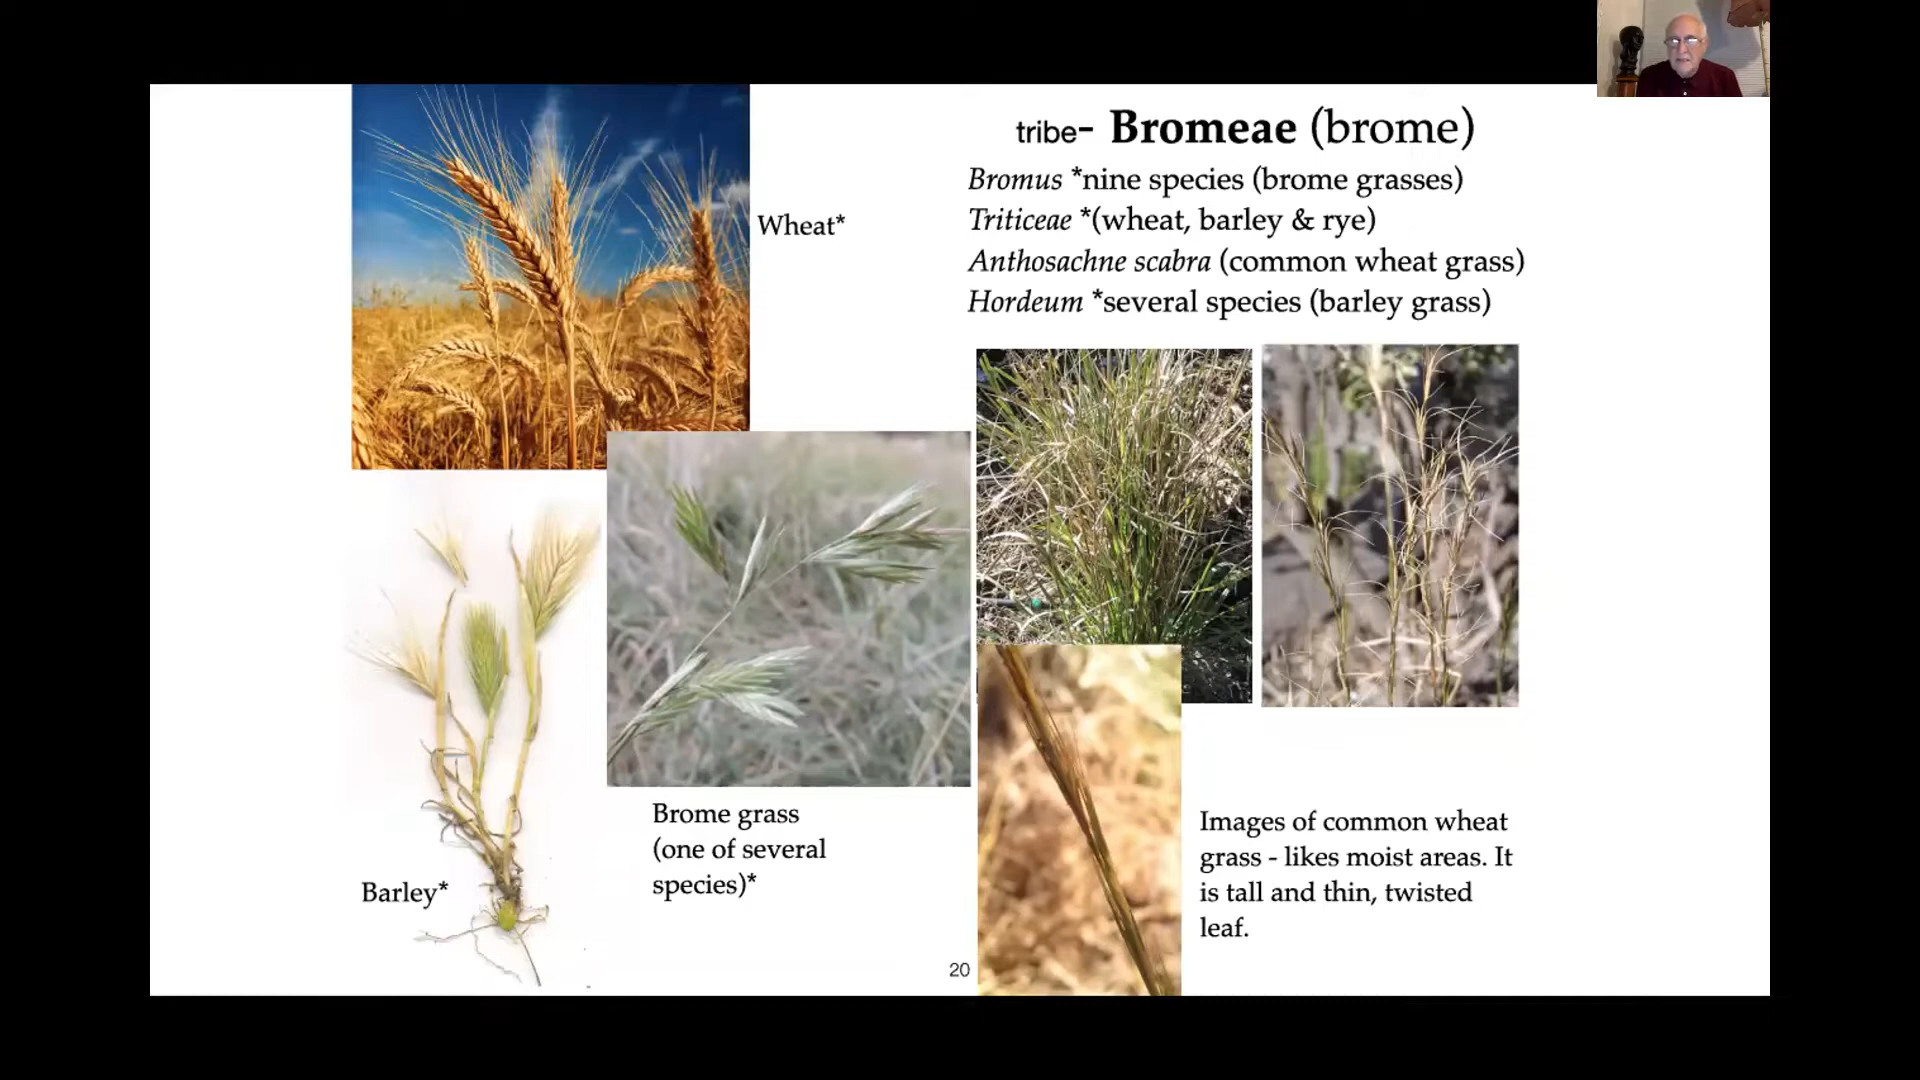 tribe- Bromeae (brome)
Bromus *nine species (brome grasses)
Triticeae *(wheat, barley & rye)
Anthosachne scabra (common wheat grass)
Hordeum *several species (barley grass)
Wheat*
Barley*
Brome grass
(one of several
species)*
Images of common wheat
grass - likes moist areas. It
is tall and thin, twisted
leaf.
20